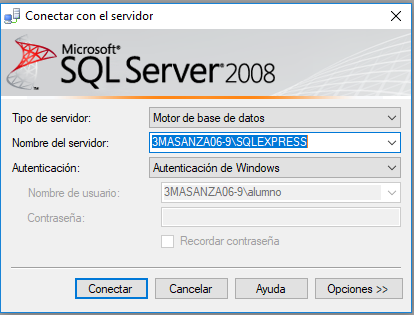 Conectar con el servidor
Microsoft®
SQL Server® 2008
Tipo de servidor: Motor de base de datos
Nombre del servidor: 3MASANZA06-9\SQLEXPRESS
Autenticación: Autenticación de Windows
Nombre de usuario: 3MASANZA06-9\alumno
Contraseña:
Recordar contraseña
Conectar Cancelar Ayuda Opciones >>